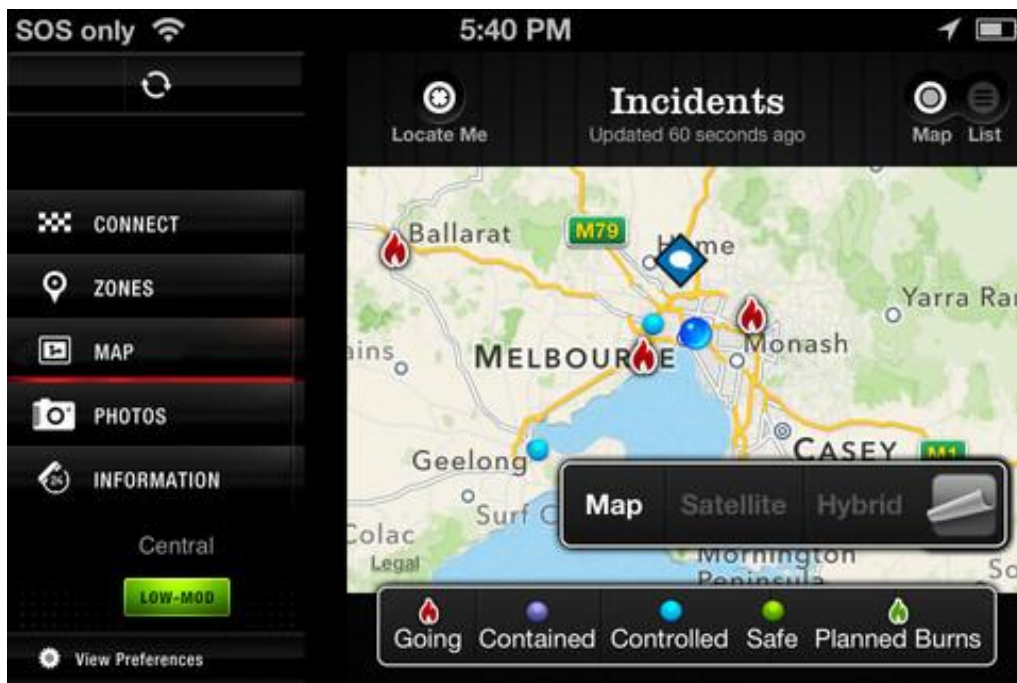 SOS only
5:40 PM
CONNECT
ZONES
MAP
PHOTOS
INFORMATION
Central
LOW-MOD
View Preferences
Locate Me
Incidents
Updated 60 seconds ago
Map
List
Ballarat
M79
Yarra Ra
Monash
MELBOURNE
Geelong
CASEY
M1
Surf C
Colac
Legal
Mornington
Peninsula
Map
Satellite
Hybrid
Going
Contained
Controlled
Safe
Planned Burns